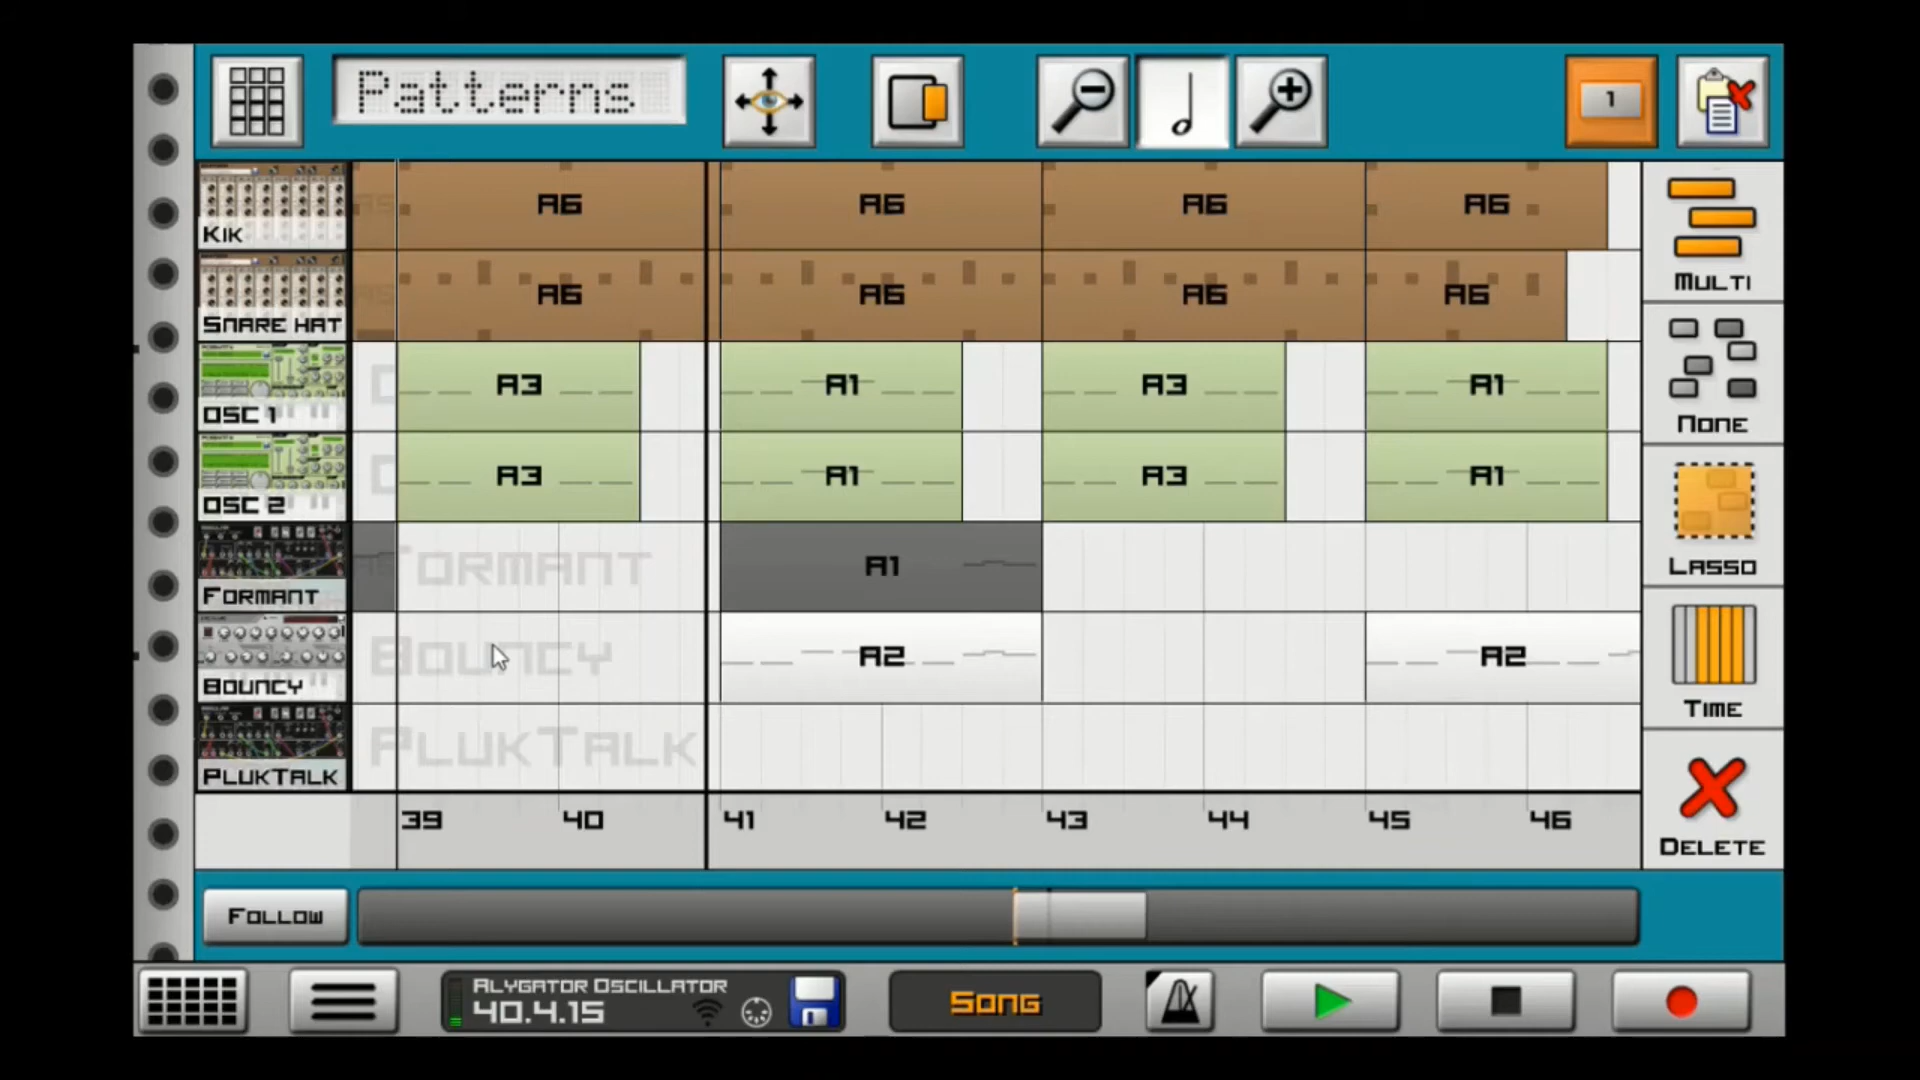 Patterns
1
KIK
A6 A6 A6 A6
SNARE HAT
A6 A6 A6 A6
OSC 1
A3 A1 A3 A1
OSC 2
A3 A1 A3 A1
FORMANT
FORMANT
A1
BOUNCY
BOUNCY
A2 A2
PLUKTALK
PLUKTALK
39 40 41 42 43 44 45 46
MULTI
NONE
LASSO
TIME
DELETE
FOLLOW
ALYGATOR OSCILLATOR
40.4.15
SONG